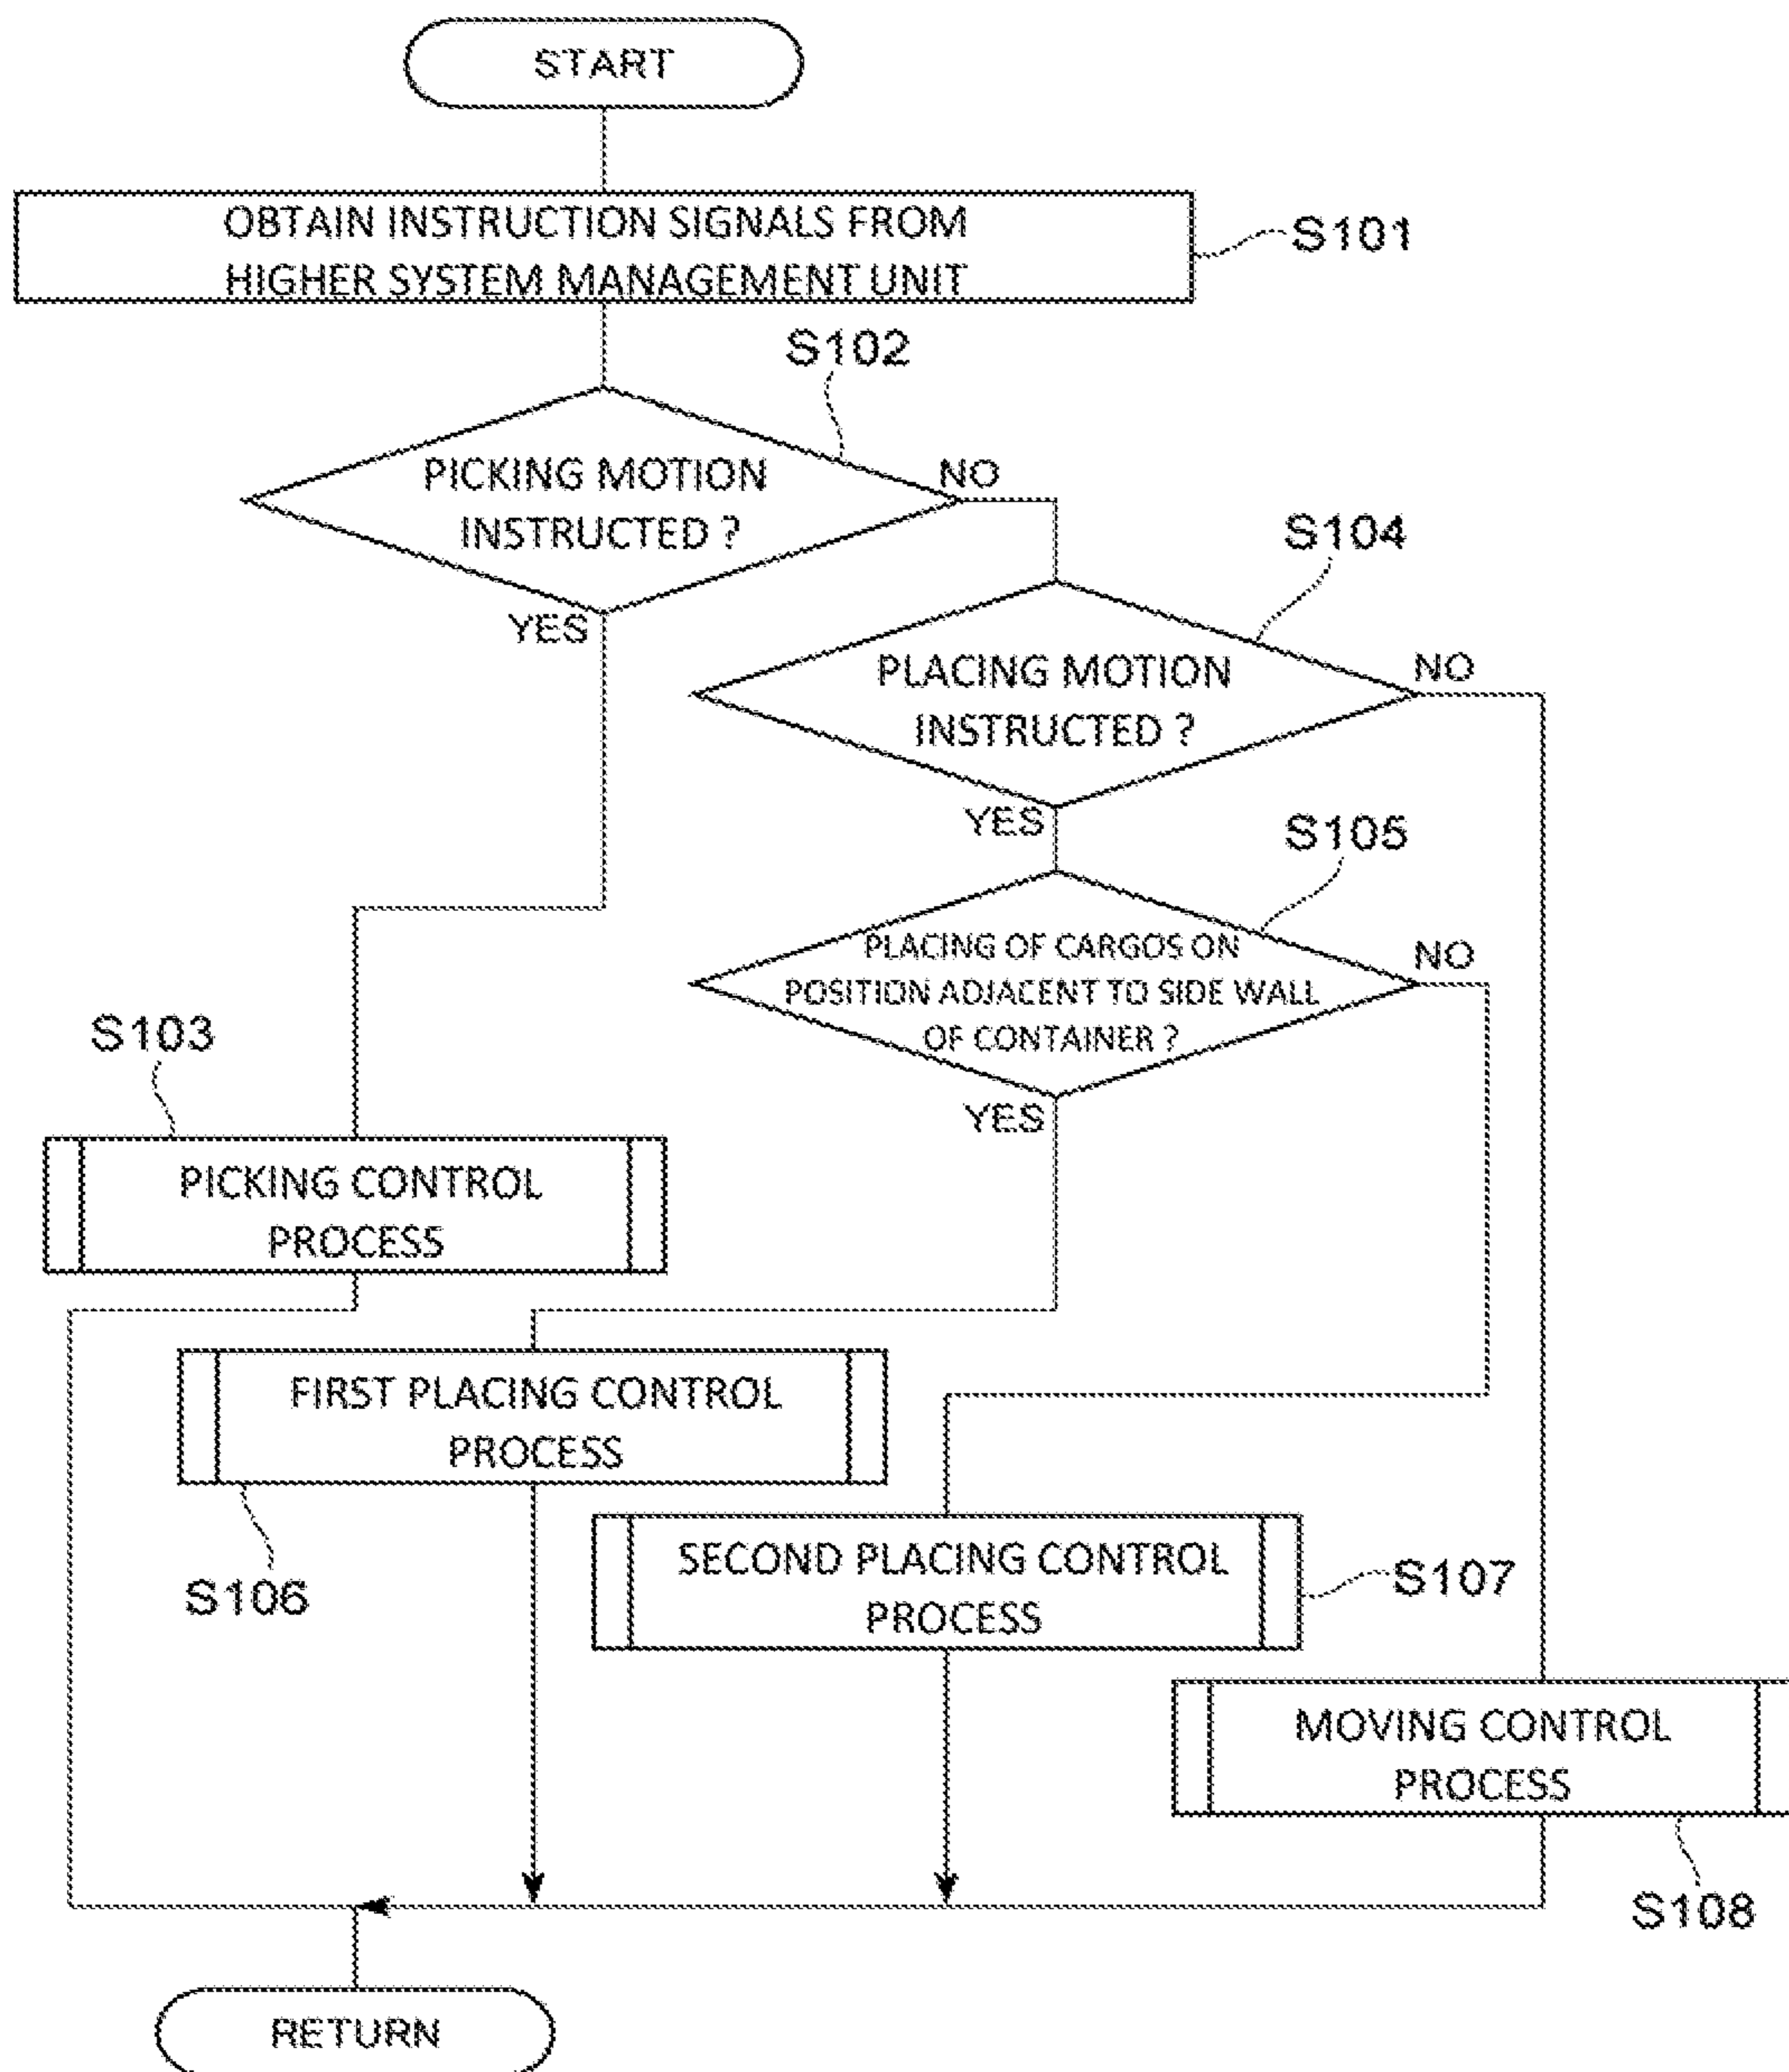 START
OBTAIN INSTRUCTION SIGNALS FROM
HIGHER SYSTEM MANAGEMENT UNIT
S101
S102
PICKING MOTION
INSTRUCTED ?
NO
YES
S104
PLACING MOTION
INSTRUCTED ?
NO
YES
S105
PLACING OF CARGOS ON
POSITION ADJACENT TO SIDE WALL
OF CONTAINER ?
NO
YES
S103
PICKING CONTROL
PROCESS
FIRST PLACING CONTROL
PROCESS
S106
SECOND PLACING CONTROL
PROCESS
S107
MOVING CONTROL
PROCESS
S108
RETURN